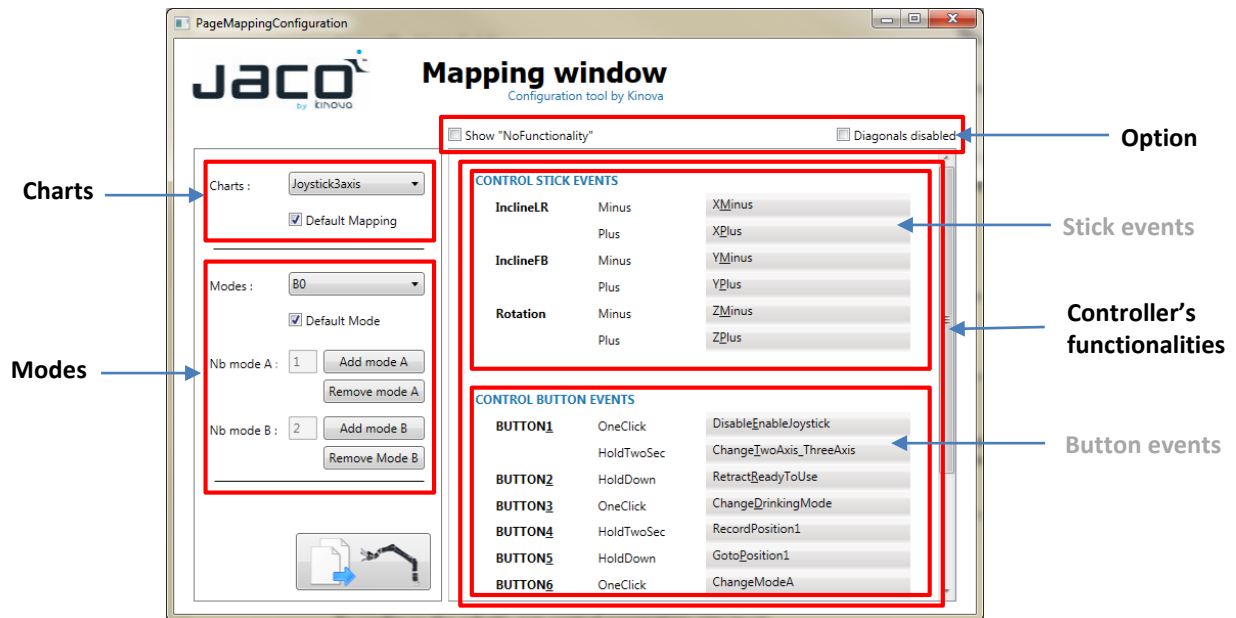 PageMappingConfiguration
Jaco
by kinova
Mapping window
Configuration tool by Kinova
Show "NoFunctionality" Diagonals disabled
Option
Charts
Charts : Joystick3axis
Default Mapping
Modes
Modes : B0
Default Mode
Nb mode A : 1 Add mode A
Remove mode A
Nb mode B : 2 Add mode B
Remove Mode B
CONTROL STICK EVENTS
InclineLR Minus XMinus
Plus XPlus
InclineFB Minus YMinus
Plus YPlus
Rotation Minus ZMinus
Plus ZPlus
Stick events
Controller's
functionalities
CONTROL BUTTON EVENTS
BUTTON1 OneClick DisableEnableJoystick
HoldTwoSec ChangeTwoAxis_ThreeAxis
BUTTON2 HoldDown RetractReadyToUse
BUTTON3 OneClick ChangeDrinkingMode
BUTTON4 HoldTwoSec RecordPosition1
BUTTON5 HoldDown GotoPosition1
BUTTON6 OneClick ChangeModeA
Button events